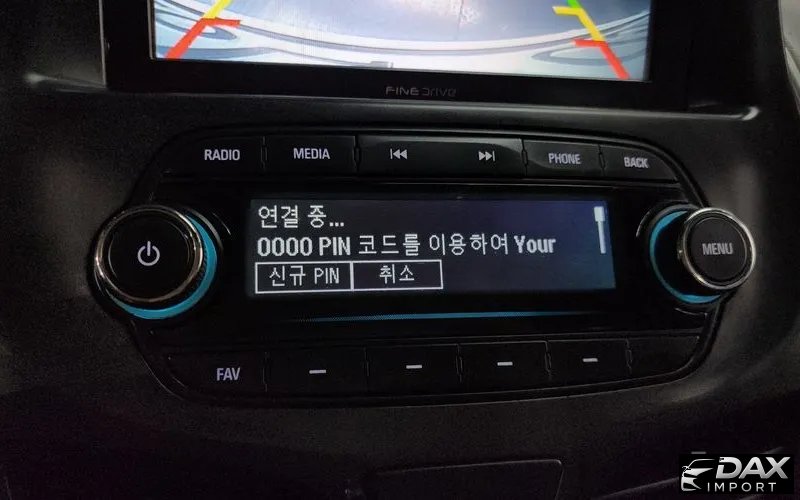 FINEDRIVE
RADIO MEDIA PHONE BACK
연결 중...
0000 PIN 코드를 이용하여 Your
신규 PIN 취소
MENU
FAV
DAX
IMPORT